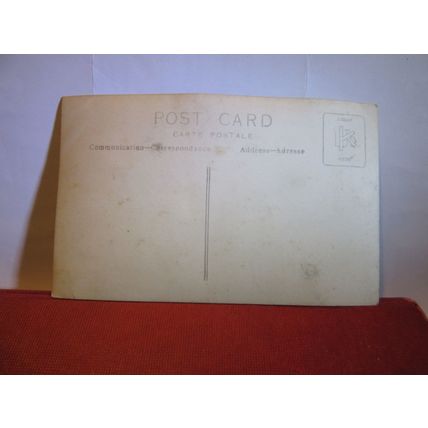 POST CARD
CARTE POSTALE
Communication—Correspondance
Address—Adresse